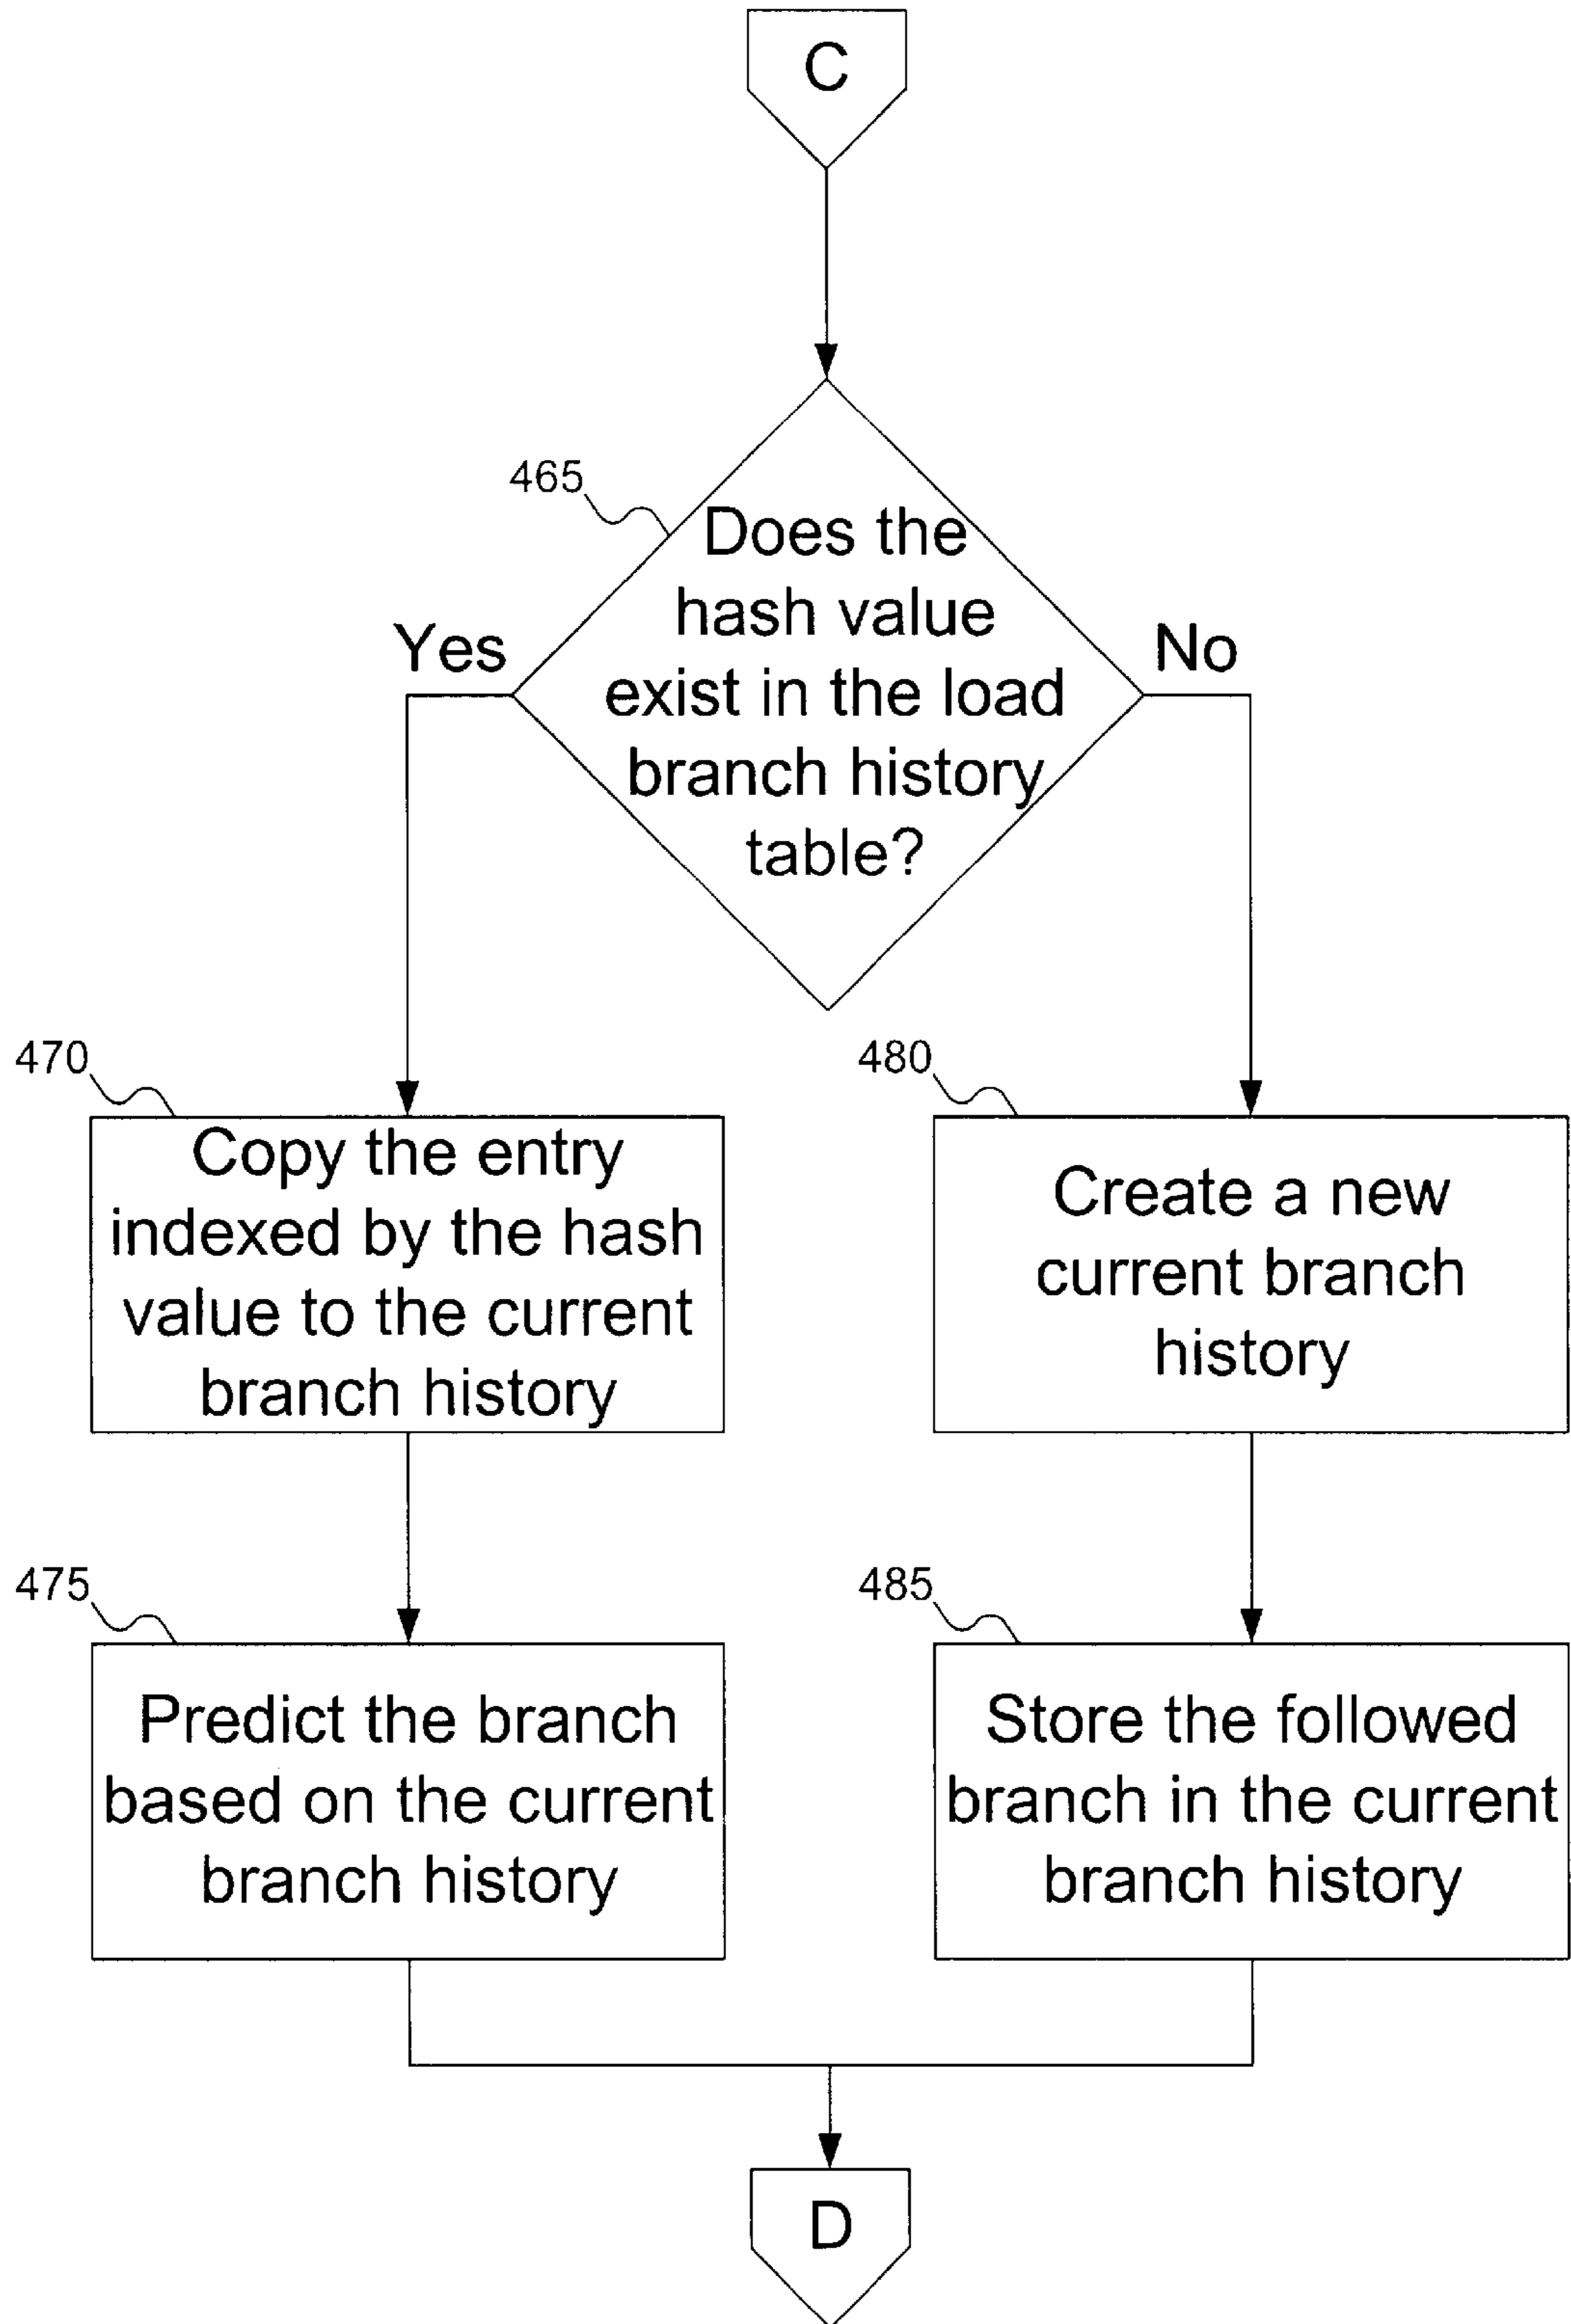 C
465
Does the
hash value
exist in the load
branch history
table?
Yes
No
470
Copy the entry
indexed by the hash
value to the current
branch history
480
Create a new
current branch
history
475
Predict the branch
based on the current
branch history
485
Store the followed
branch in the current
branch history
D